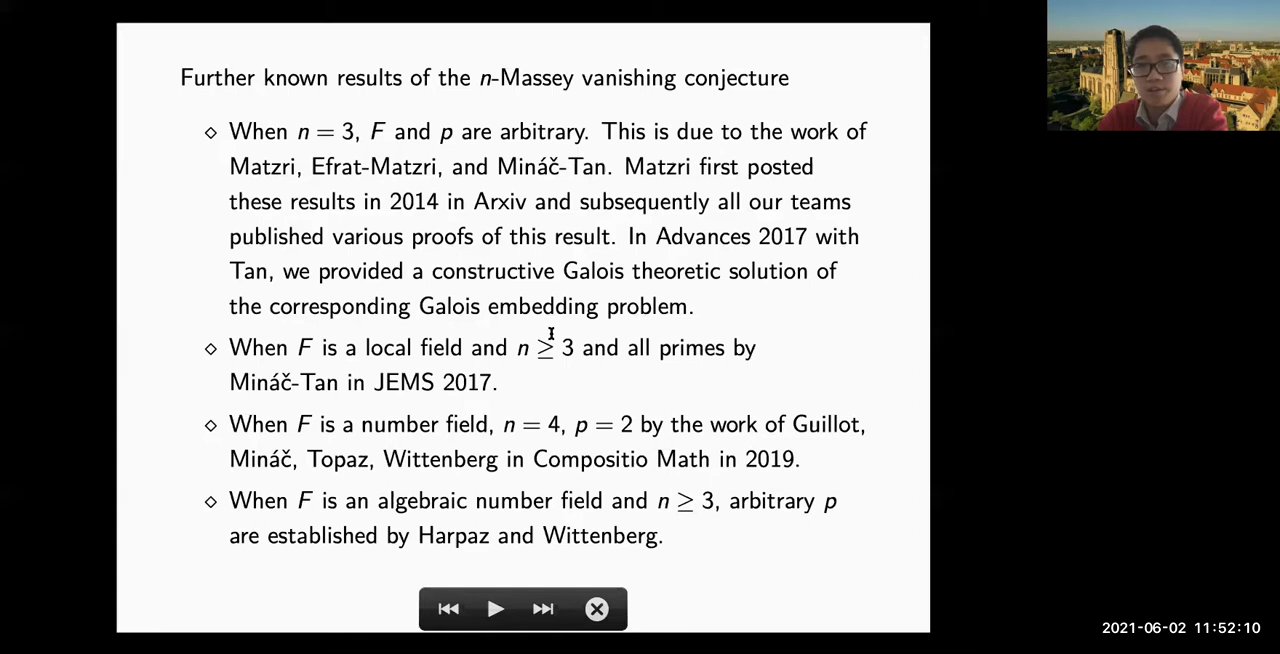 Further known results of the n-Massey vanishing conjecture
⋄ When n = 3, F and p are arbitrary. This is due to the work of
Matzri, Efrat-Matzri, and Mináč-Tan. Matzri first posted
these results in 2014 in Arxiv and subsequently all our teams
published various proofs of this result. In Advances 2017 with
Tan, we provided a constructive Galois theoretic solution of
the corresponding Galois embedding problem.
⋄ When F is a local field and n ≥ 3 and all primes by
Mináč-Tan in JEMS 2017.
⋄ When F is a number field, n = 4, p = 2 by the work of Guillot,
Mináč, Topaz, Wittenberg in Compositio Math in 2019.
⋄ When F is an algebraic number field and n ≥ 3, arbitrary p
are established by Harpaz and Wittenberg.
2021-06-02 11:52:10